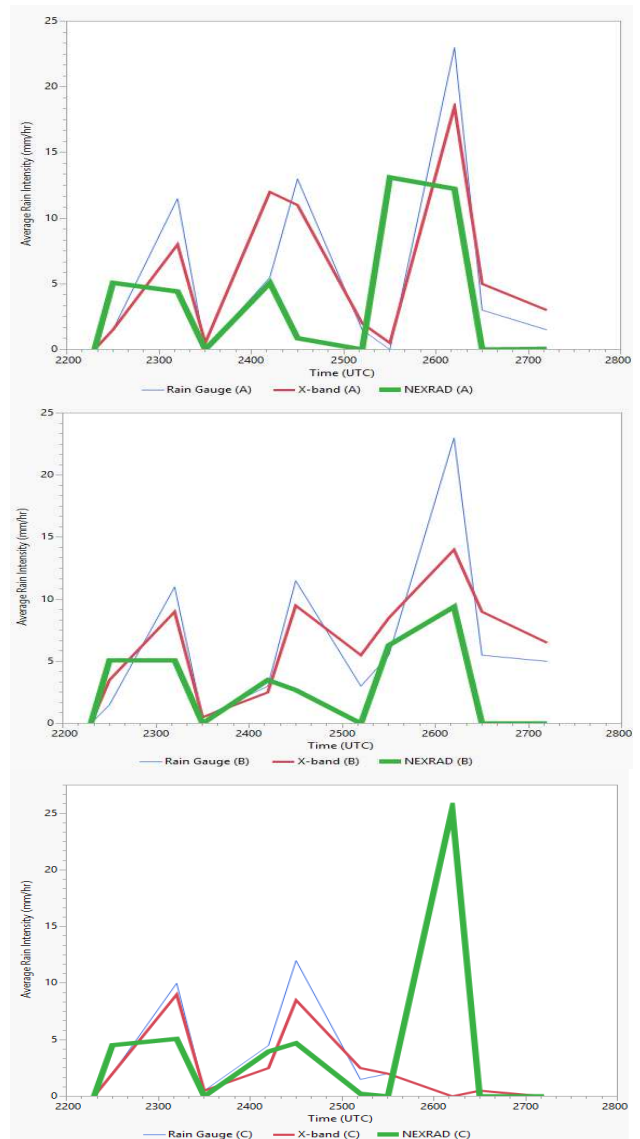 25
20
15
10
5
0
Average Rain Intensity (mm/hr)
2200 2300 2400 2500 2600 2700 2800
Time (UTC)
Rain Gauge (A) X-band (A) NEXRAD (A)
25
20
15
10
5
0
Average Rain Intensity (mm/hr)
2200 2300 2400 2500 2600 2700 2800
Time (UTC)
Rain Gauge (B) X-band (B) NEXRAD (B)
25
20
15
10
5
0
Average Rain Intensity (mm/hr)
2200 2300 2400 2500 2600 2700 2800
Time (UTC)
Rain Gauge (C) X-band (C) NEXRAD (C)